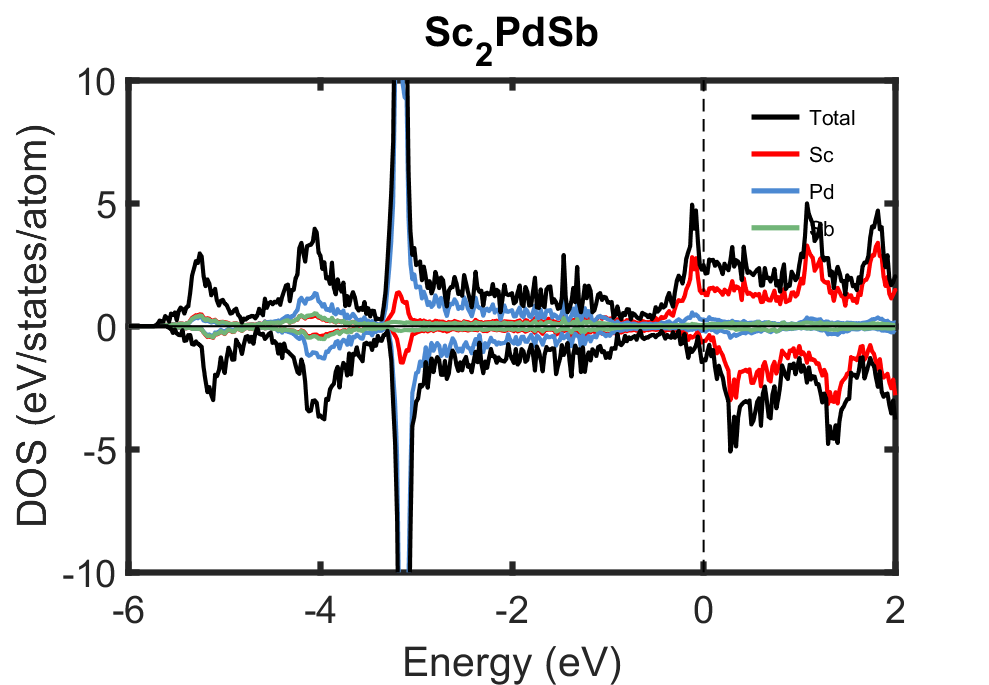 Sc2PdSb
DOS (eV/states/atom)
10
5
0
-5
-10
Total
Sc
Pd
Sb
-6
-4
-2
0
2
Energy (eV)